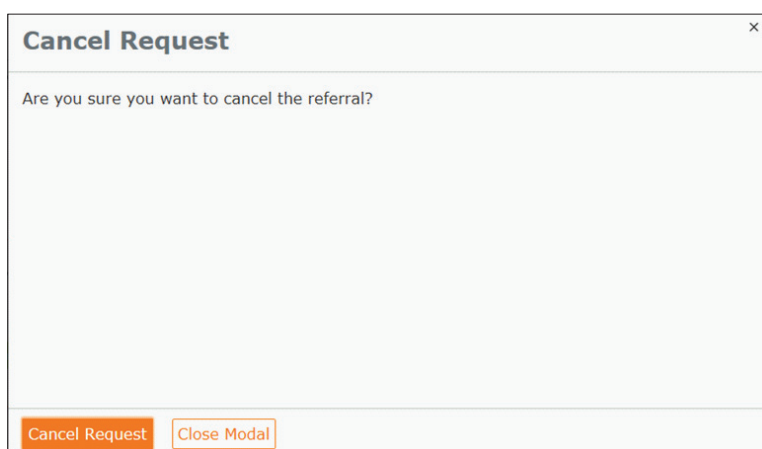 Cancel Request
×
Are you sure you want to cancel the referral?
Cancel Request
Close Modal